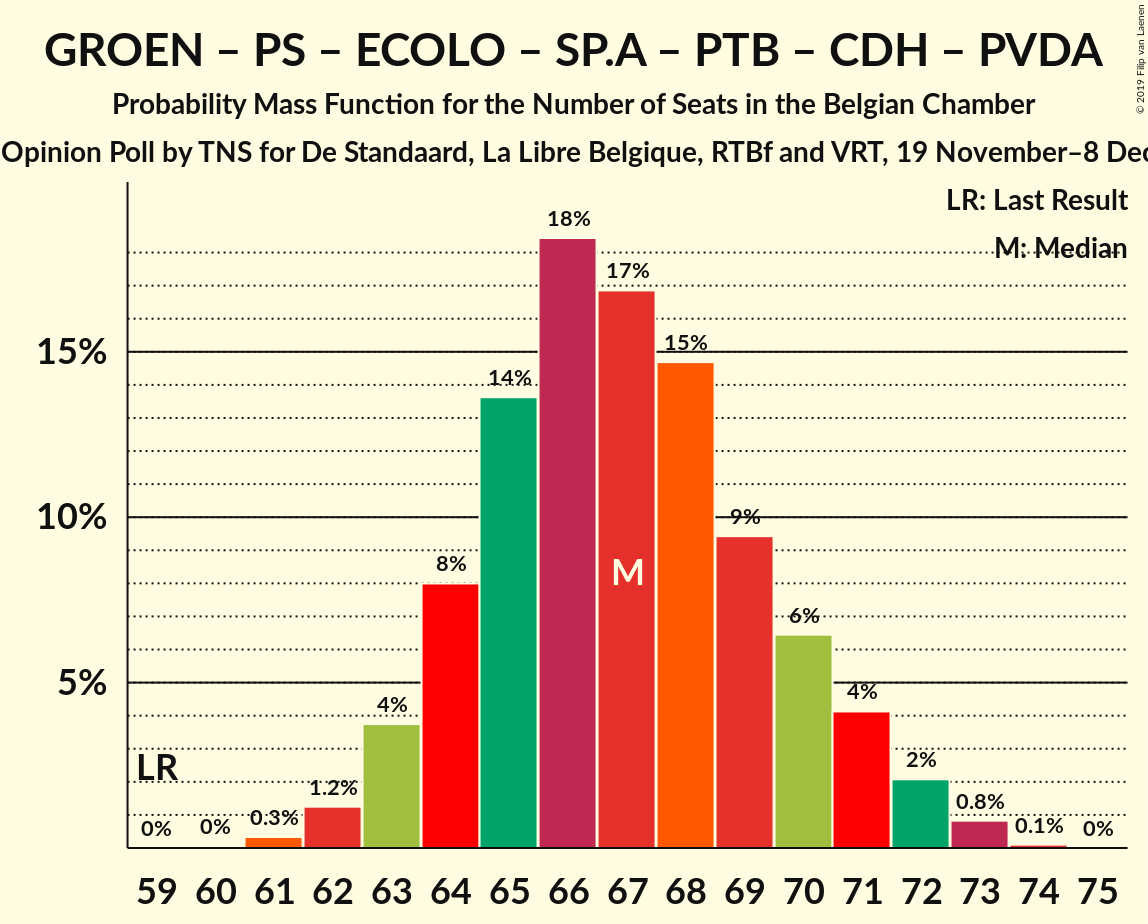 GROEN – PS – ECOLO – SP.A – PTB – CDH – PVDA
Probability Mass Function for the Number of Seats in the Belgian Chamber
Opinion Poll by TNS for De Standaard, La Libre Belgique, RTBf and VRT, 19 November–8 Dec
© 2019 Filip van Laenen
LR: Last Result
M: Median
18%
17%
15%
15%
14%
10%
9%
8%
M
6%
5%
4%
4%
LR
2%
1.2%
0.8%
0.3%
0.1%
0%
0%
0%
59 60 61 62 63 64 65 66 67 68 69 70 71 72 73 74 75